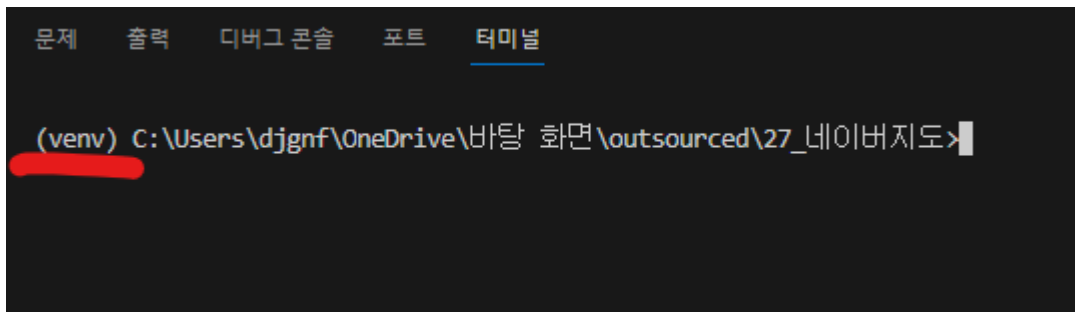 문제 출력 디버그 콘솔 포트 터미널
(venv) C:\Users\djgnf\OneDrive\바탕 화면\outsourced\27_네이버지도>